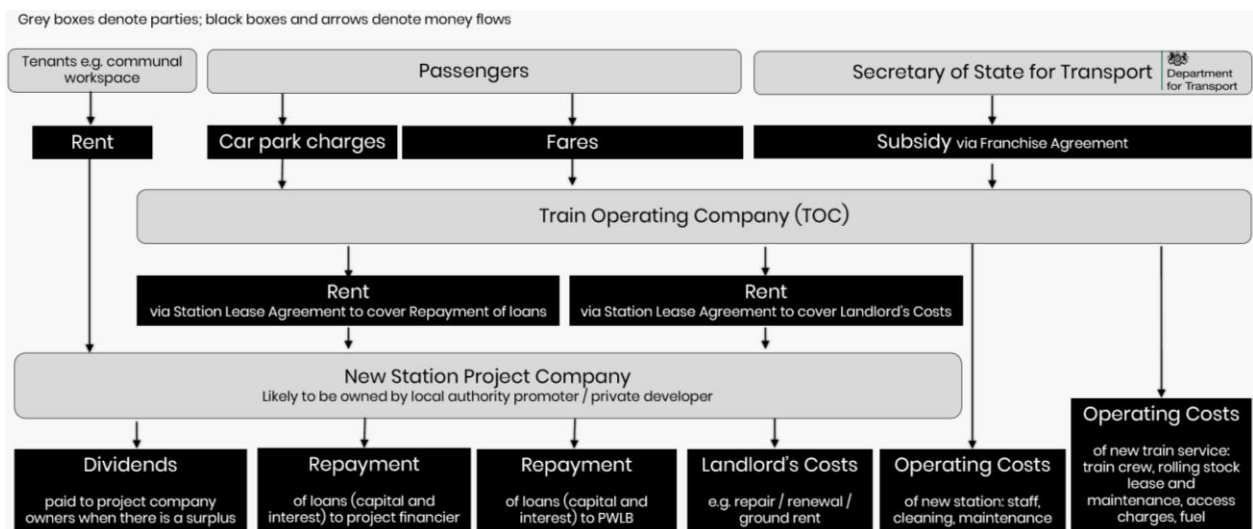 Grey boxes denote parties; black boxes and arrows denote money flows
Tenants e.g. communal
workspace
Passengers
Secretary of State for Transport
Department
for Transport
Rent
Car park charges
Fares
Subsidy via Franchise Agreement
Train Operating Company (TOC)
Rent
via Station Lease Agreement to cover Repayment of loans
Rent
via Station Lease Agreement to cover Landlord's Costs
New Station Project Company
Likely to be owned by local authority promoter / private developer
Dividends
paid to project company
owners when there is a surplus
Repayment
of loans (capital and
interest) to project financier
Repayment
of loans (capital and
interest) to PWLB
Landlord's Costs
e.g. repair / renewal /
ground rent
Operating Costs
of new station: staff,
cleaning, maintenance
Operating Costs
of new train service:
train crew, rolling stock
lease and
maintenance, access
charges, fuel